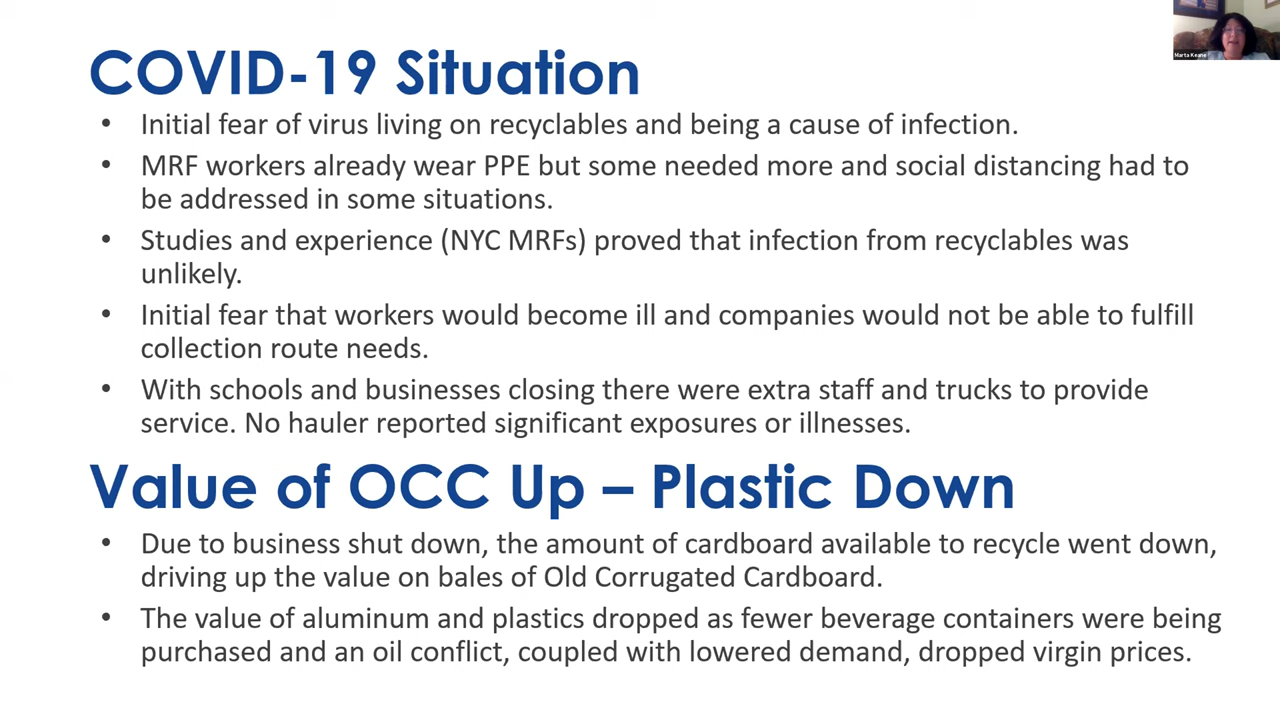 Marta Keane
COVID-19 Situation
• Initial fear of virus living on recyclables and being a cause of infection.
• MRF workers already wear PPE but some needed more and social distancing had to
be addressed in some situations.
• Studies and experience (NYC MRFs) proved that infection from recyclables was
unlikely.
• Initial fear that workers would become ill and companies would not be able to fulfill
collection route needs.
• With schools and businesses closing there were extra staff and trucks to provide
service. No hauler reported significant exposures or illnesses.
Value of OCC Up – Plastic Down
• Due to business shut down, the amount of cardboard available to recycle went down,
driving up the value on bales of Old Corrugated Cardboard.
• The value of aluminum and plastics dropped as fewer beverage containers were being
purchased and an oil conflict, coupled with lowered demand, dropped virgin prices.